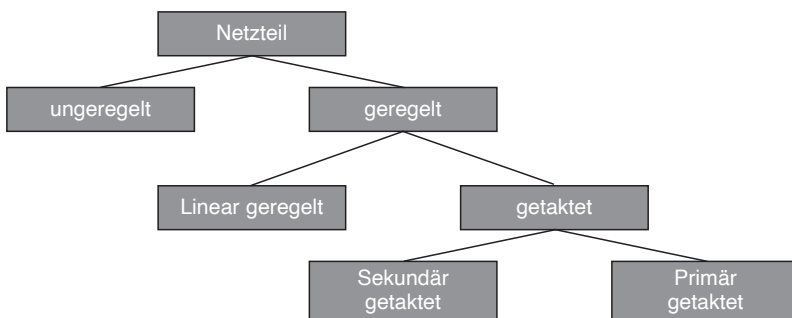 Netzteil
ungeregelt
geregelt
Linear geregelt
getaktet
Sekundär
getaktet
Primär
getaktet